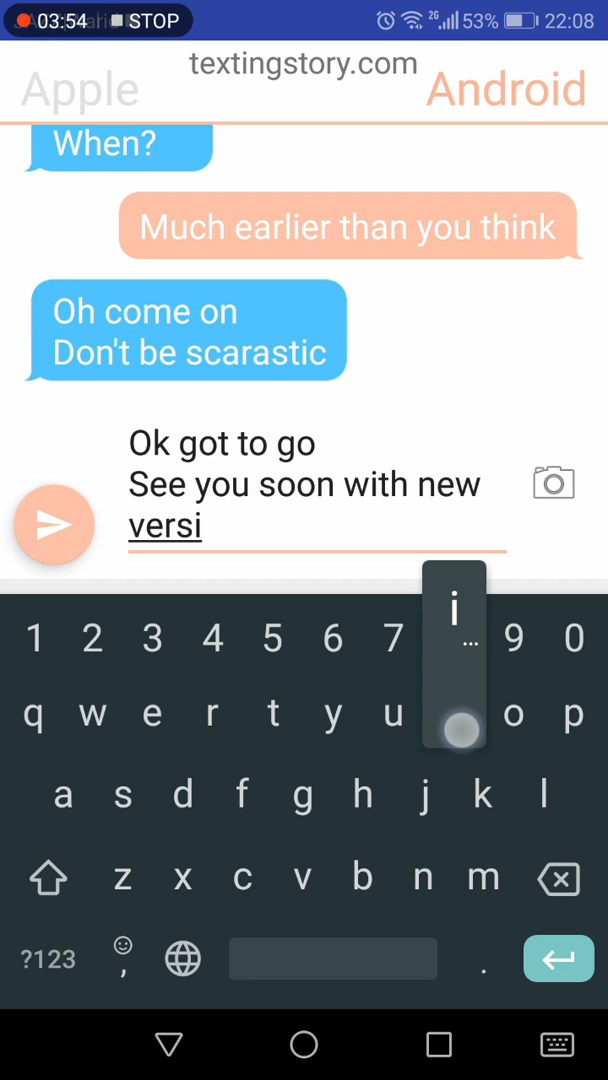 03:54 STOP 2G 53% 22:08
textingstory.com
Apple Android
When?
Much earlier than you think
Oh come on
Don't be scarastic
Ok got to go
See you soon with new
versi
i
...
1 2 3 4 5 6 7 9 0
q w e r t y u o p
a s d f g h j k l
z x c v b n m
?123 , .